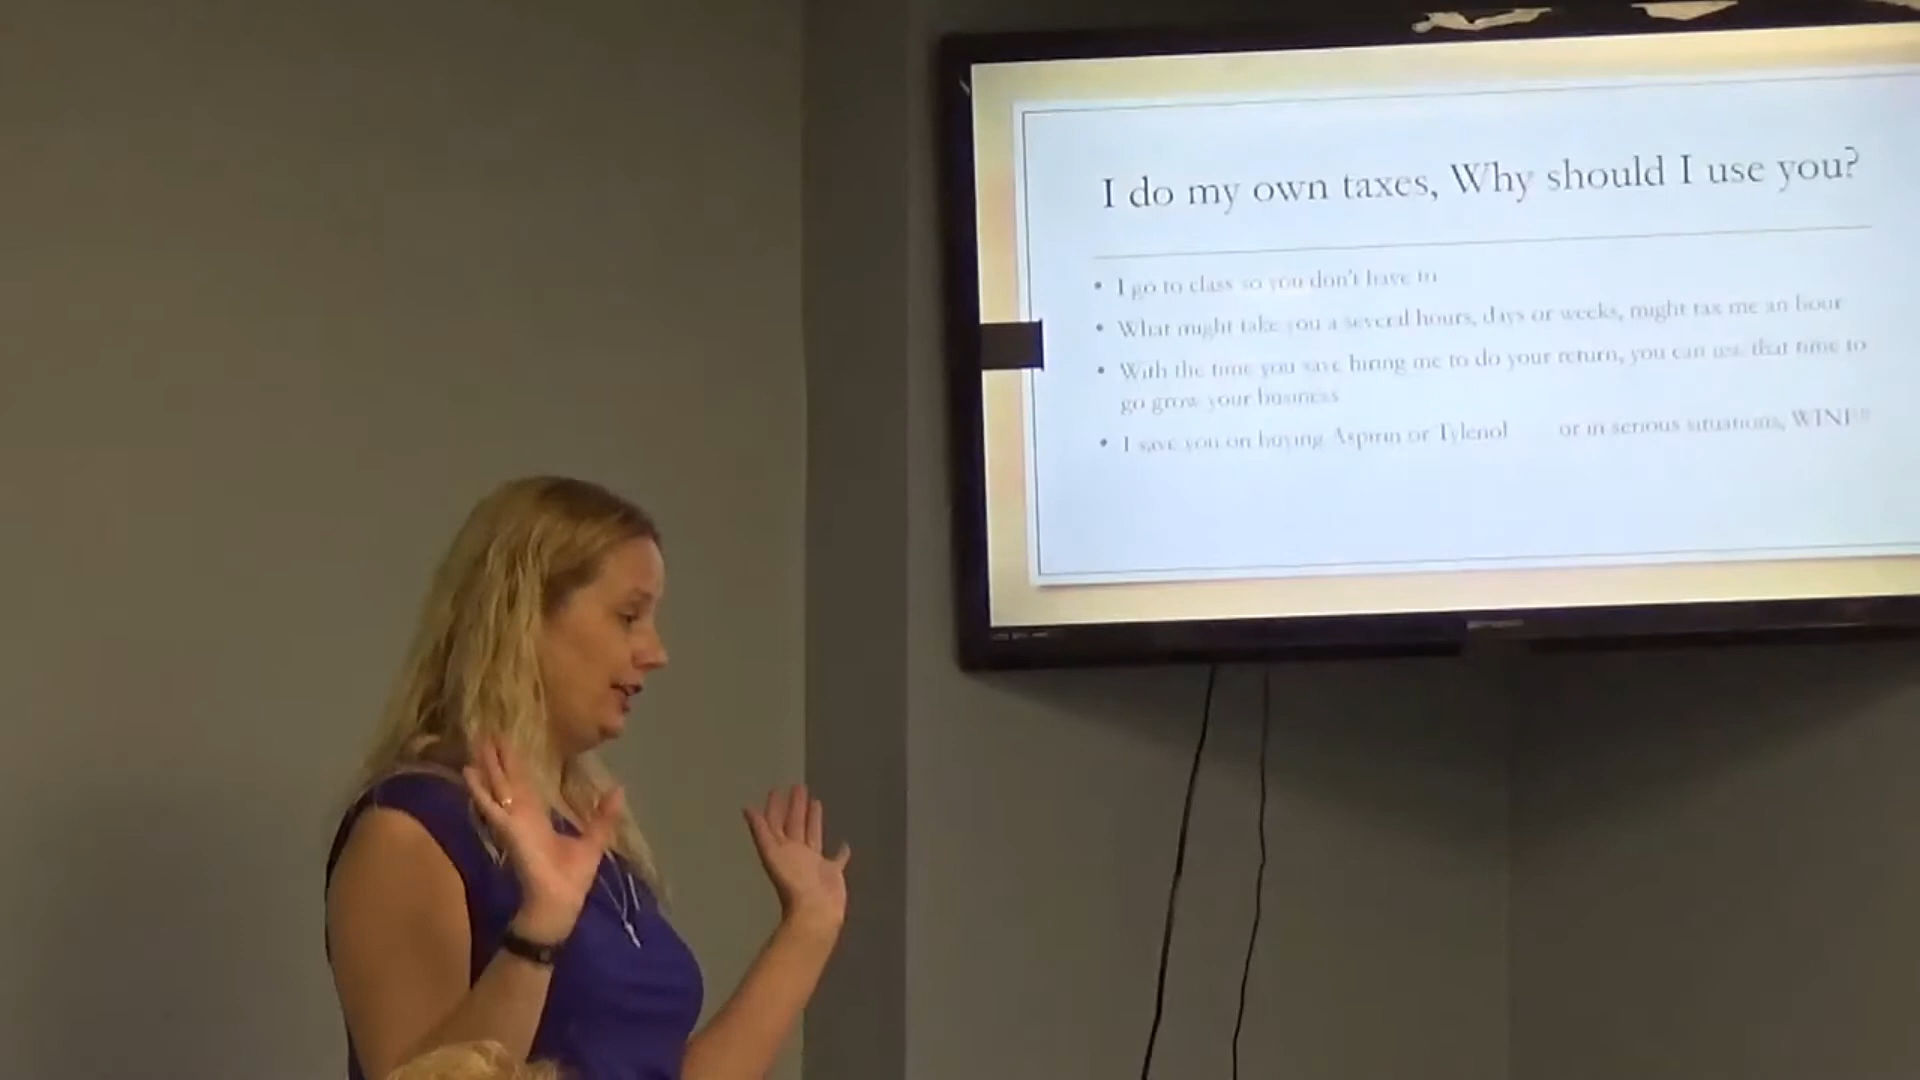 I do my own taxes, Why should I use you?
• I go to class so you don't have to
• What might take you a several hours, days or weeks, might tax me an hour
• With the time you save hiring me to do your return, you can use that time to
go grow your business
• I save you on buying Aspirin or Tylenol or in serious situations, WINE